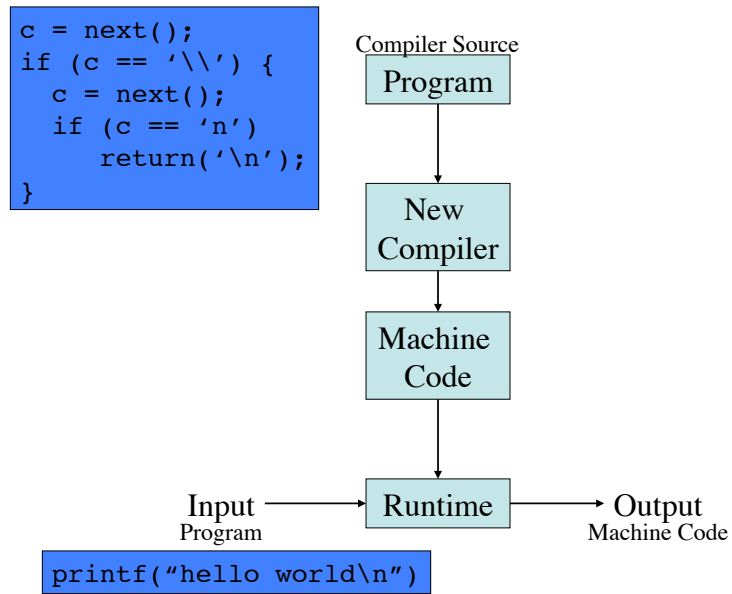 c = next();
if (c == ‘\\’) {
  c = next();
  if (c == ‘n’)
     return(‘\n’);
}
Compiler Source
Program
New
Compiler
Machine
Code
Input
Program
Runtime
Output
Machine Code
printf(“hello world\n”)